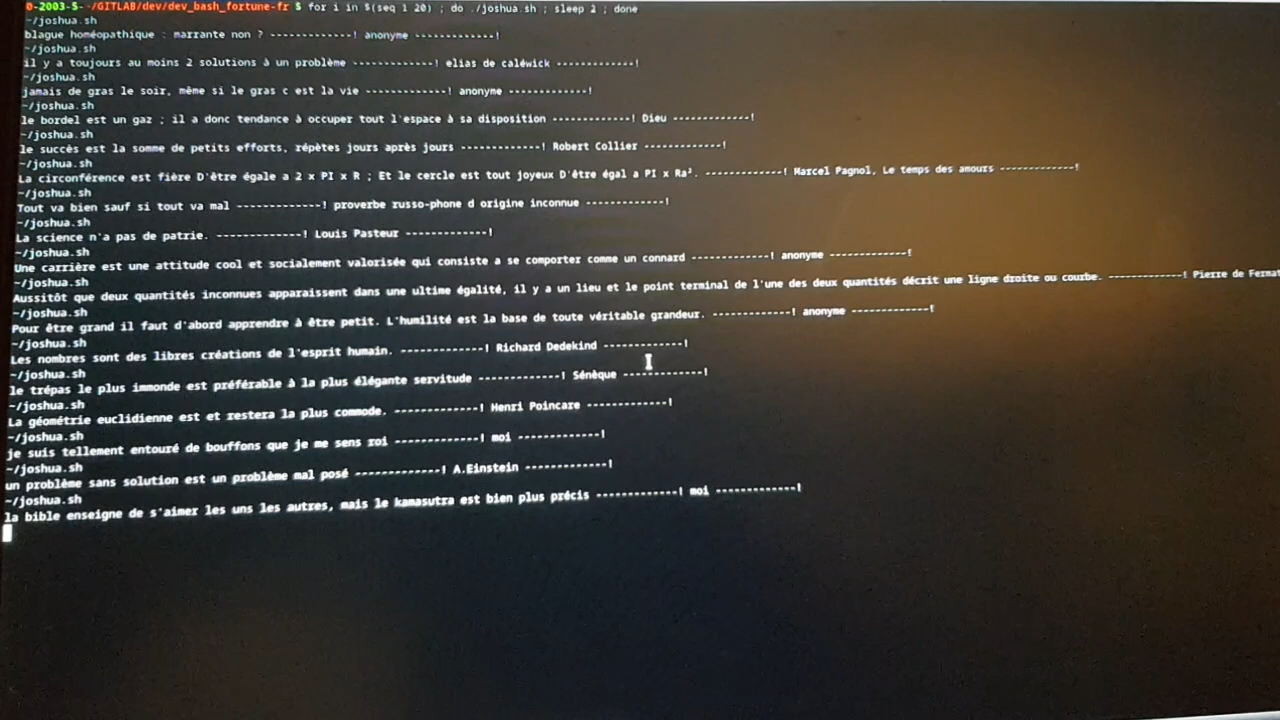 0-2003-5--~/GITLAB/dev/dev_bash_fortune-fr $ for i in $(seq 1 20) ; do ./joshua.sh ; sleep 2 ; done
~/joshua.sh
blague homéopathique : marrante non ? -------------! anonyme -------------!
~/joshua.sh
il y a toujours au moins 2 solutions à un problème -------------! elias de caléwick -------------!
~/joshua.sh
jamais de gras le soir, même si le gras c est la vie -------------! anonyme -------------!
~/joshua.sh
le bordel est un gaz ; il a donc tendance à occuper tout l'espace à sa disposition -------------! Dieu -------------!
~/joshua.sh
le succès est la somme de petits efforts, répètes jours après jours -------------! Robert Collier -------------!
~/joshua.sh
La circonférence est fière D'être égale a 2 x PI x R ; Et le cercle est tout joyeux D'être égal a PI x Ra². -------------! Marcel Pagnol, Le temps des amours -------------!
~/joshua.sh
Tout va bien sauf si tout va mal -------------! proverbe russo-phone d origine inconnue -------------!
~/joshua.sh
La science n'a pas de patrie. -------------! Louis Pasteur -------------!
~/joshua.sh
Une carrière est une attitude cool et socialement valorisée qui consiste a se comporter comme un connard -------------! anonyme -------------!
~/joshua.sh
Aussitôt que deux quantités inconnues apparaissent dans une ultime égalité, il y a un lieu et le point terminal de l'une des deux quantités décrit une ligne droite ou courbe. -------------! Pierre de Fermat
~/joshua.sh
Pour être grand il faut d'abord apprendre à être petit. L'humilité est la base de toute véritable grandeur. -------------! anonyme -------------!
~/joshua.sh
Les nombres sont des libres créations de l'esprit humain. -------------! Richard Dedekind -------------!
~/joshua.sh
le trépas le plus immonde est préférable à la plus élégante servitude -------------! Sénèque -------------!
~/joshua.sh
La géométrie euclidienne est et restera la plus commode. -------------! Henri Poincare -------------!
~/joshua.sh
je suis tellement entouré de bouffons que je me sens roi -------------! moi -------------!
~/joshua.sh
un problème sans solution est un problème mal posé -------------! A.Einstein -------------!
~/joshua.sh
la bible enseigne de s'aimer les uns les autres, mais le kamasutra est bien plus précis -------------! moi -------------!